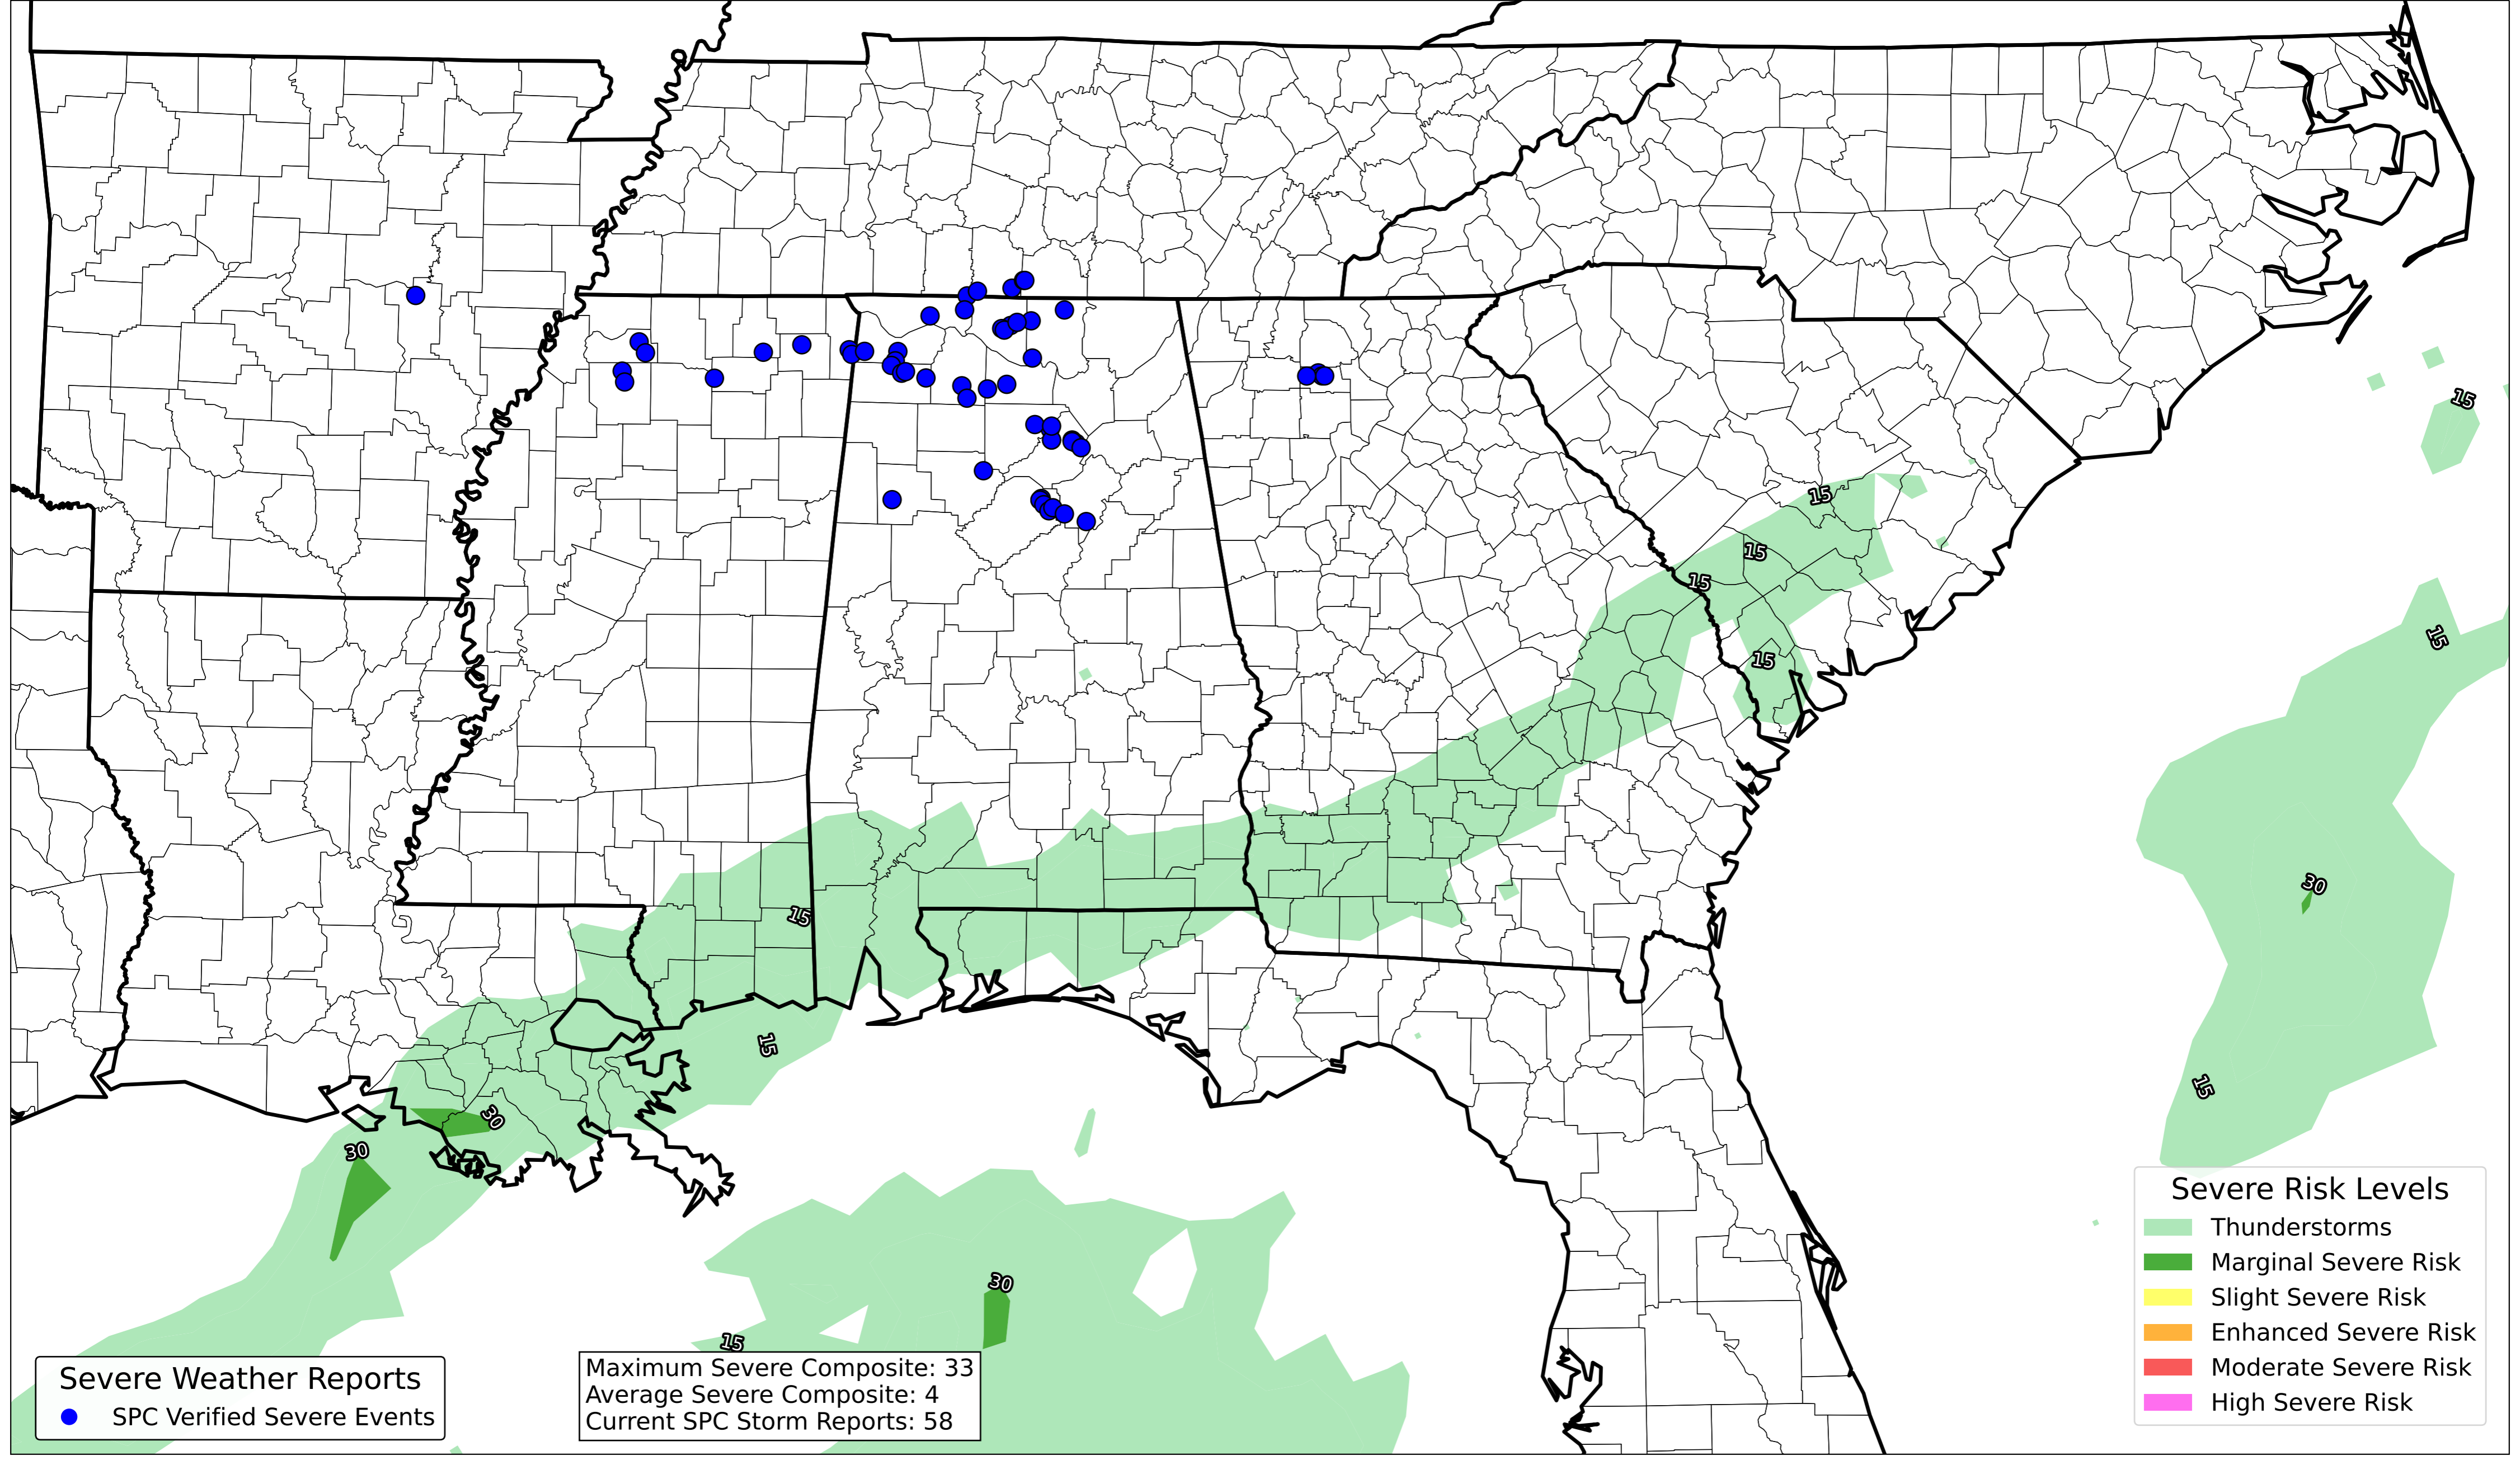 15
15
15
15
15
15
15
30
15
15
30
30
30
15
Severe Risk Levels
Thunderstorms
Marginal Severe Risk
Slight Severe Risk
Enhanced Severe Risk
Moderate Severe Risk
High Severe Risk
Severe Weather Reports
SPC Verified Severe Events
Maximum Severe Composite: 33
Average Severe Composite: 4
Current SPC Storm Reports: 58